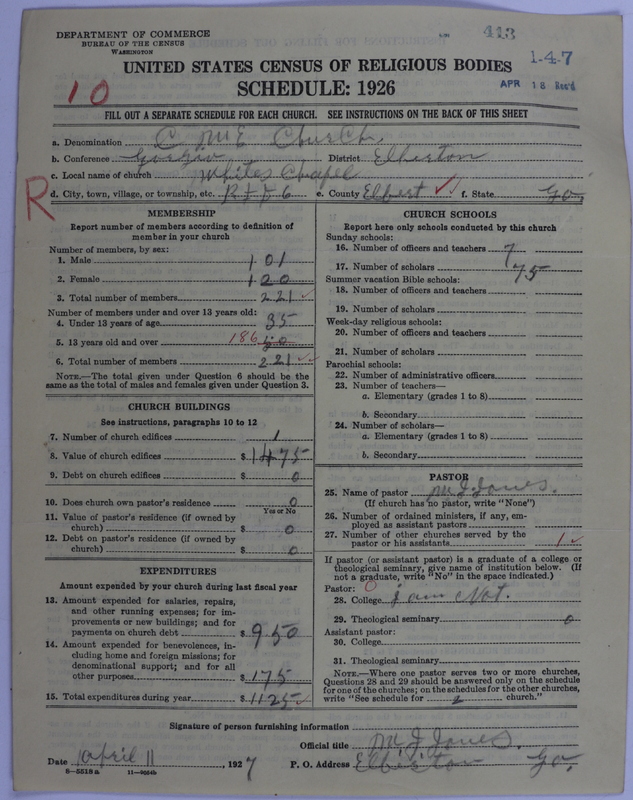 DEPARTMENT OF COMMERCE
BUREAU OF THE CENSUS
WASHINGTON
413
1-4-7
APR 18 Rec'd
UNITED STATES CENSUS OF RELIGIOUS BODIES
SCHEDULE: 1926
10
FILL OUT A SEPARATE SCHEDULE FOR EACH CHURCH. SEE INSTRUCTIONS ON THE BACK OF THIS SHEET
a. Denomination C M E Church
b. Conference Gorgia District Elberton
c. Local name of church Whites Chapel
R
d. City, town, village, or township, etc. R F D 6 e. County Elbert f. State Ga.
MEMBERSHIP
Report number of members according to definition of member in your church
Number of members, by sex:
1. Male 101
2. Female 120
3. Total number of members 221
Number of members under and over 13 years old:
4. Under 13 years of age 35
5. 13 years old and over 186
6. Total number of members 221
NOTE.—The total given under Question 6 should be the same as the total of males and females given under Question 3.
CHURCH BUILDINGS
See instructions, paragraphs 10 to 12
7. Number of church edifices 1
8. Value of church edifices $ 1475
9. Debt on church edifices $ 0
10. Does church own pastor's residence 0
Yes or No
11. Value of pastor's residence (if owned by church) $ 0
12. Debt on pastor's residence (if owned by church) $ 0
EXPENDITURES
Amount expended by your church during last fiscal year
13. Amount expended for salaries, repairs, and other running expenses; for improvements or new buildings; and for payments on church debt $ 950
14. Amount expended for benevolences, including home and foreign missions; for denominational support; and for all other purposes $ 175
15. Total expenditures during year $ 1125
CHURCH SCHOOLS
Report here only schools conducted by this church
Sunday schools:
16. Number of officers and teachers 7
17. Number of scholars 75
Summer vacation Bible schools:
18. Number of officers and teachers
19. Number of scholars
Week-day religious schools:
20. Number of officers and teachers
21. Number of scholars
Parochial schools:
22. Number of administrative officers
23. Number of teachers—
a. Elementary (grades 1 to 8)
b. Secondary
24. Number of scholars—
a. Elementary (grades 1 to 8)
b. Secondary
PASTOR
25. Name of pastor M. J. Jones.
(If church has no pastor, write "None")
26. Number of ordained ministers, if any, employed as assistant pastors
27. Number of other churches served by the pastor or his assistants 1
If pastor (or assistant pastor) is a graduate of a college or theological seminary, give name of institution below. (If not a graduate, write "No" in the space indicated.)
Pastor: 0
28. College I am Not.
29. Theological seminary 0
Assistant pastor:
30. College
31. Theological seminary
NOTE.—Where one pastor serves two or more churches, Questions 28 and 29 should be answered only on the schedule for one of the churches; on the schedules for the other churches, write "See schedule for 2 church."
Signature of person furnishing information
Official title M. J. Jones.
Date April 11, 1927 P. O. Address Elberton Ga.
8-5518 a 11-9064b